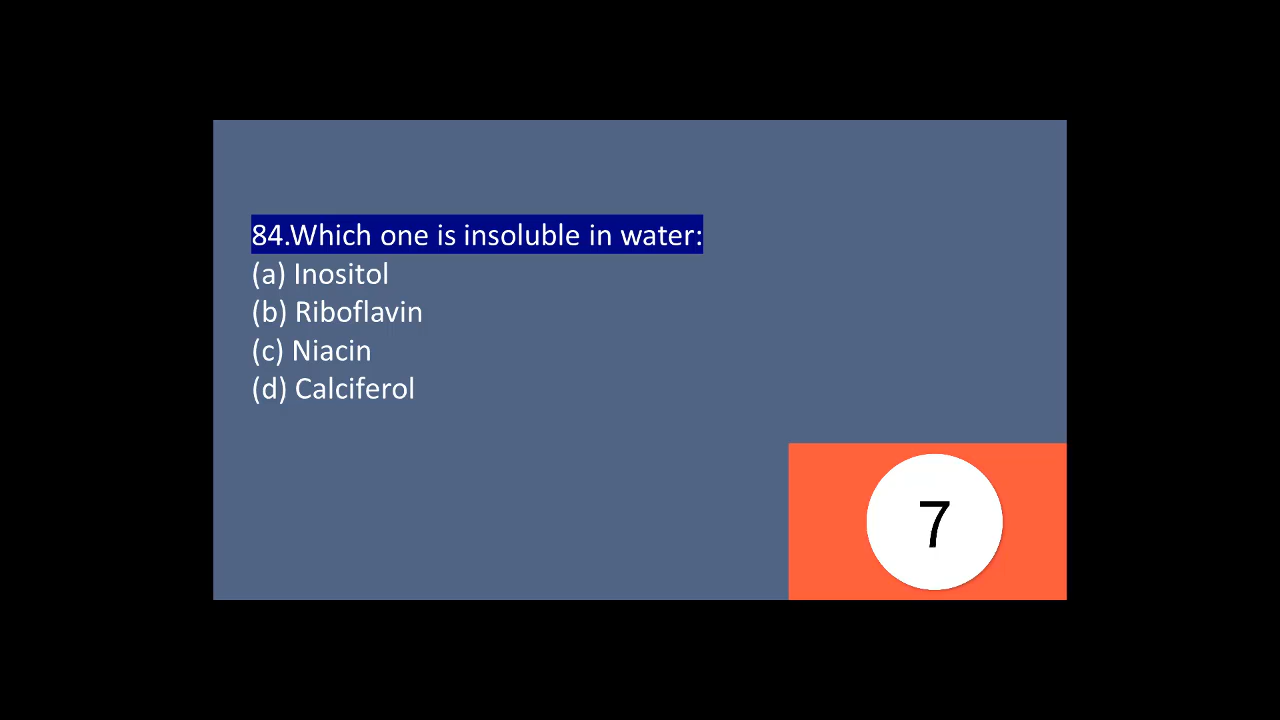 84.Which one is insoluble in water:
(a) Inositol
(b) Riboflavin
(c) Niacin
(d) Calciferol
7